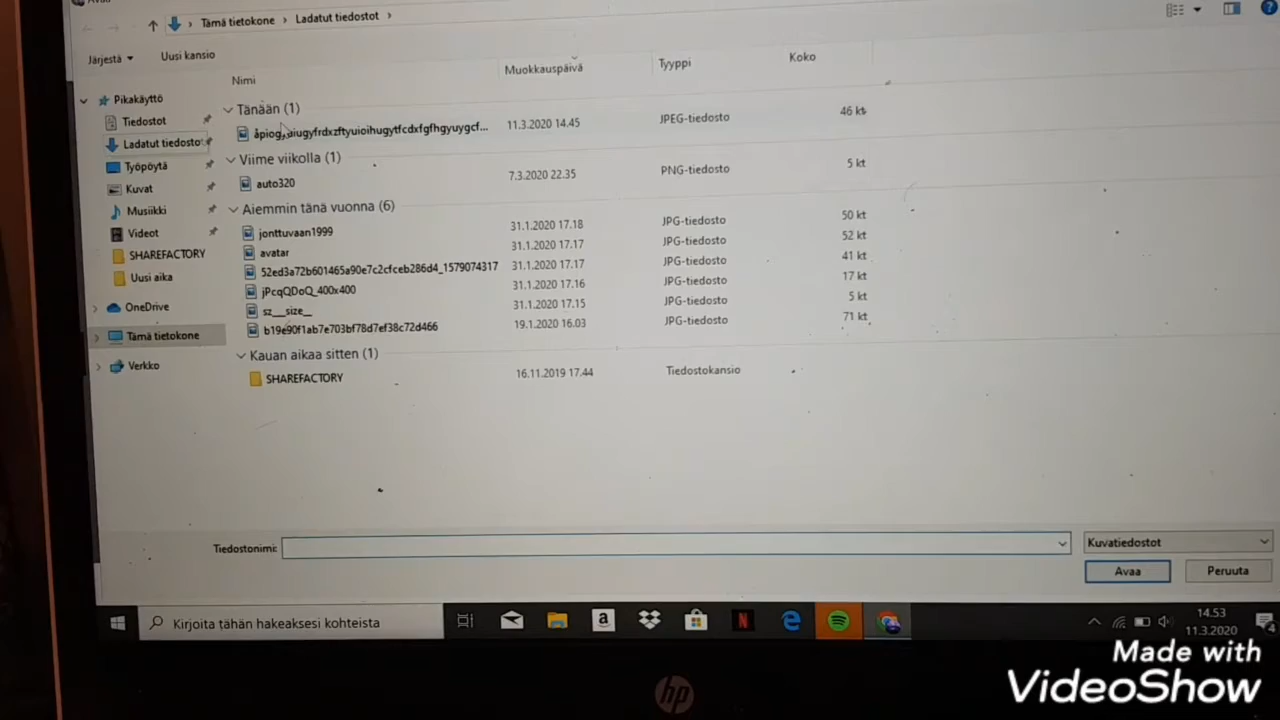 Tämä tietokone > Ladatut tiedostot >
Järjestä Uusi kansio
Nimi Muokkauspäivä Tyyppi Koko
Pikakäyttö
Tiedostot
Ladatut tiedostot
Työpöytä
Kuvat
Musiikki
Videot
SHAREFACTORY
Uusi aika
OneDrive
Tämä tietokone
Verkko
Tänään (1)
11.3.2020 14.45 JPEG-tiedosto 46 kt
Viime viikolla (1)
auto320 7.3.2020 22.35 PNG-tiedosto 5 kt
Aiemmin tänä vuonna (6)
jonttuvaan1999 31.1.2020 17.18 JPG-tiedosto 50 kt
avatar 31.1.2020 17.17 JPG-tiedosto 52 kt
52ed3a72b601465a90e7c2cfceb286d4_1579074317 31.1.2020 17.17 JPG-tiedosto 41 kt
jPcqQDoQ_400x400 31.1.2020 17.16 JPG-tiedosto 17 kt
sz__size__ 31.1.2020 17.15 JPG-tiedosto 5 kt
b19e90f1ab7e703bf78d7ef38c72d466 19.1.2020 16.03 JPG-tiedosto 71 kt
Kauan aikaa sitten (1)
SHAREFACTORY 16.11.2019 17.44 Tiedostokansio
Tiedostonimi: Kuvatiedostot
Avaa Peruuta
Kirjoita tähän hakeaksesi kohteista
14.53
11.3.2020
4
hp
Made with
VideoShow